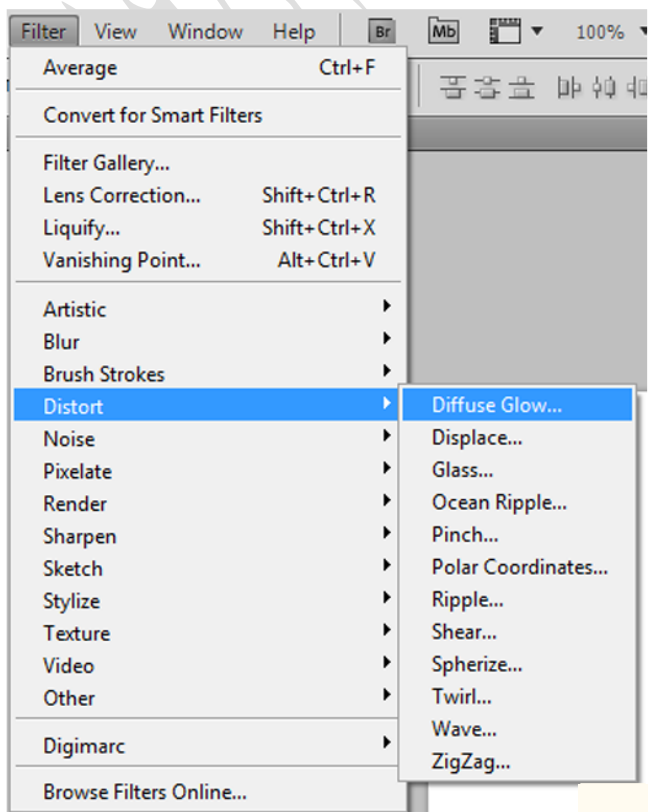 Filter View Window Help Br Mb 100%
Average Ctrl+F
Convert for Smart Filters
Filter Gallery...
Lens Correction... Shift+Ctrl+R
Liquify... Shift+Ctrl+X
Vanishing Point... Alt+Ctrl+V
Artistic
Blur
Brush Strokes
Distort
Noise
Pixelate
Render
Sharpen
Sketch
Stylize
Texture
Video
Other
Digimarc
Browse Filters Online...
Diffuse Glow...
Displace...
Glass...
Ocean Ripple...
Pinch...
Polar Coordinates...
Ripple...
Shear...
Spherize...
Twirl...
Wave...
ZigZag...